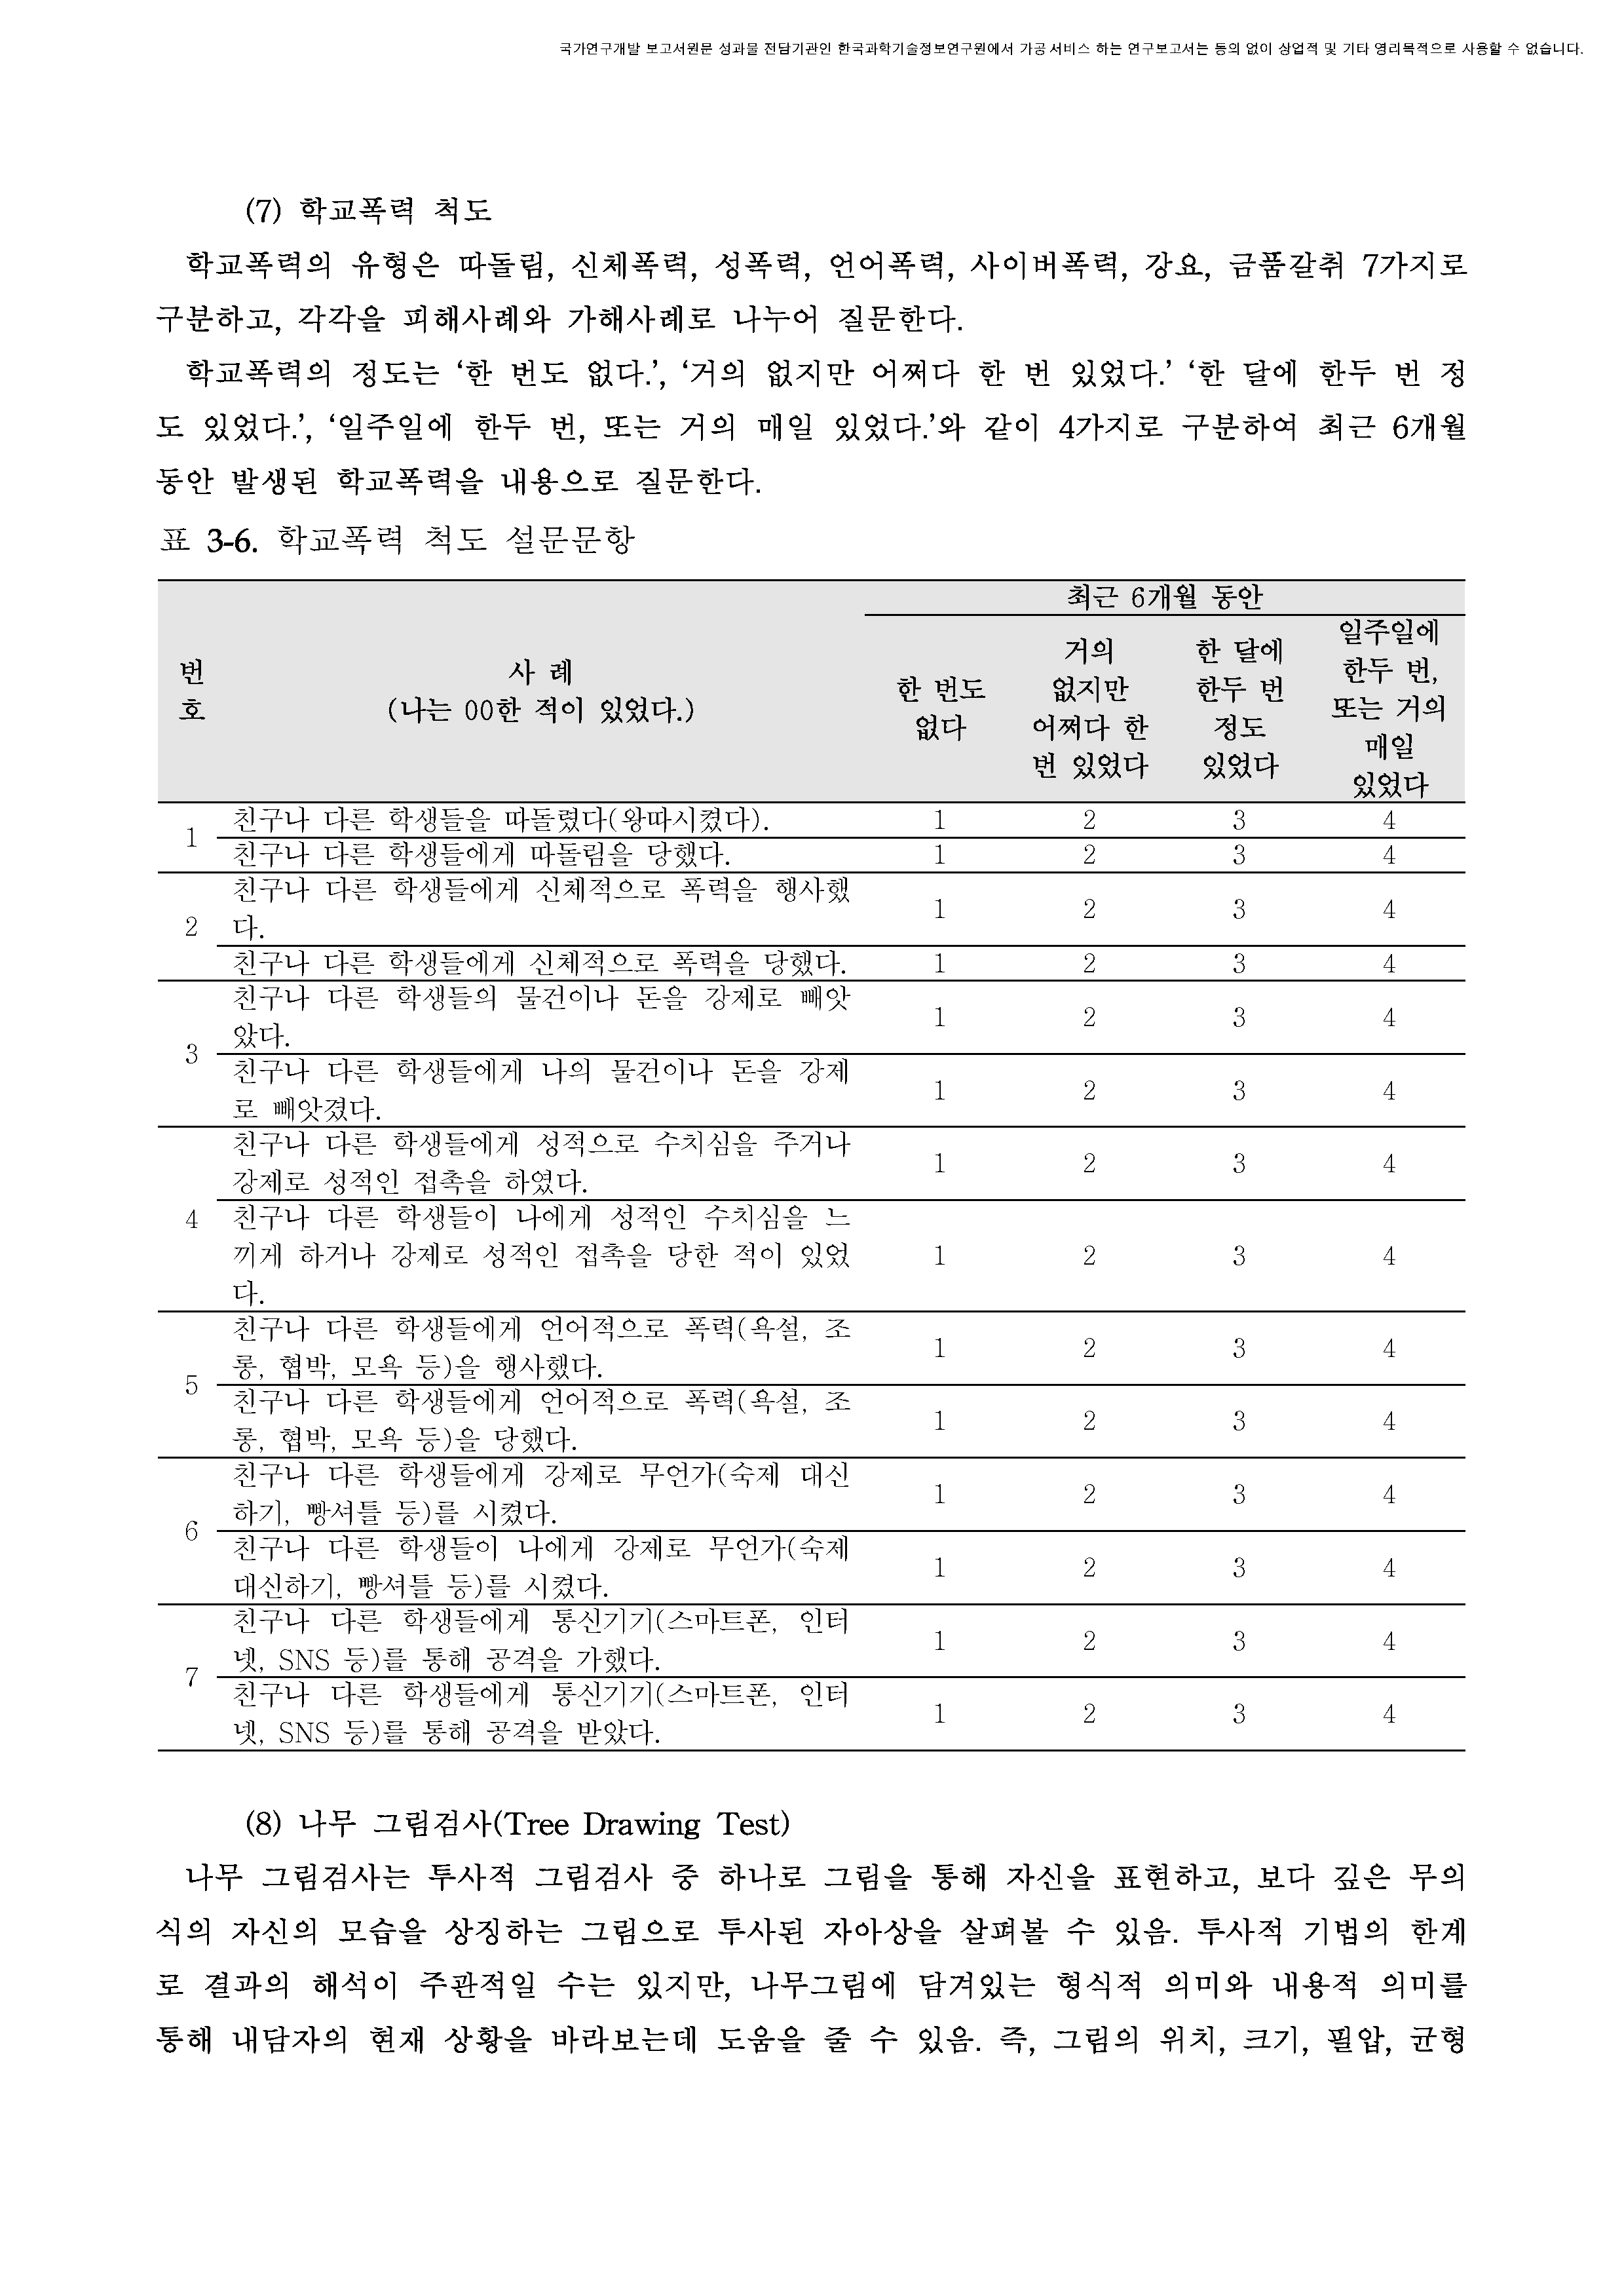 국가연구개발 보고서원문 성과물 전담기관인 한국과학기술정보연구원에서 가공·서비스 하는 연구보고서는 동의 없이 상업적 및 기타 영리목적으로 사용할 수 없습니다.
(7) 학교폭력 척도
학교폭력의 유형은 따돌림, 신체폭력, 성폭력, 언어폭력, 사이버폭력, 강요, 금품갈취 7가지로
구분하고, 각각을 피해사례와 가해사례로 나누어 질문한다.
학교폭력의 정도는 ‘한 번도 없다.’, ‘거의 없지만 어쩌다 한 번 있었다.’ ‘한 달에 한두 번 정
도 있었다.’, ‘일주일에 한두 번, 또는 거의 매일 있었다.’와 같이 4가지로 구분하여 최근 6개월
동안 발생된 학교폭력을 내용으로 질문한다.
표 3-6. 학교폭력 척도 설문문항
번
호
사 례
(나는 00한 적이 있었다.)
최근 6개월 동안
한 번도
없다
거의
없지만
어쩌다 한
번 있었다
한 달에
한두 번
정도
있었다
일주일에
한두 번,
또는 거의
매일
있었다
1
친구나 다른 학생들을 따돌렸다(왕따시켰다). 1 2 3 4
친구나 다른 학생들에게 따돌림을 당했다. 1 2 3 4
2
친구나 다른 학생들에게 신체적으로 폭력을 행사했
다. 1 2 3 4
친구나 다른 학생들에게 신체적으로 폭력을 당했다. 1 2 3 4
3
친구나 다른 학생들의 물건이나 돈을 강제로 빼앗
았다. 1 2 3 4
친구나 다른 학생들에게 나의 물건이나 돈을 강제
로 빼앗겼다. 1 2 3 4
4
친구나 다른 학생들에게 성적으로 수치심을 주거나
강제로 성적인 접촉을 하였다. 1 2 3 4
친구나 다른 학생들이 나에게 성적인 수치심을 느
끼게 하거나 강제로 성적인 접촉을 당한 적이 있었 1 2 3 4
다.
5
친구나 다른 학생들에게 언어적으로 폭력(욕설, 조
롱, 협박, 모욕 등)을 행사했다. 1 2 3 4
친구나 다른 학생들에게 언어적으로 폭력(욕설, 조
롱, 협박, 모욕 등)을 당했다. 1 2 3 4
6
친구나 다른 학생들에게 강제로 무언가(숙제 대신
하기, 빵셔틀 등)를 시켰다. 1 2 3 4
친구나 다른 학생들이 나에게 강제로 무언가(숙제
대신하기, 빵셔틀 등)를 시켰다. 1 2 3 4
7
친구나 다른 학생들에게 통신기기(스마트폰, 인터
넷, SNS 등)를 통해 공격을 가했다. 1 2 3 4
친구나 다른 학생들에게 통신기기(스마트폰, 인터
넷, SNS 등)를 통해 공격을 받았다. 1 2 3 4
(8) 나무 그림검사(Tree Drawing Test)
나무 그림검사는 투사적 그림검사 중 하나로 그림을 통해 자신을 표현하고, 보다 깊은 무의
식의 자신의 모습을 상징하는 그림으로 투사된 자아상을 살펴볼 수 있음. 투사적 기법의 한계
로 결과의 해석이 주관적일 수는 있지만, 나무그림에 담겨있는 형식적 의미와 내용적 의미를
통해 내담자의 현재 상황을 바라보는데 도움을 줄 수 있음. 즉, 그림의 위치, 크기, 필압, 균형